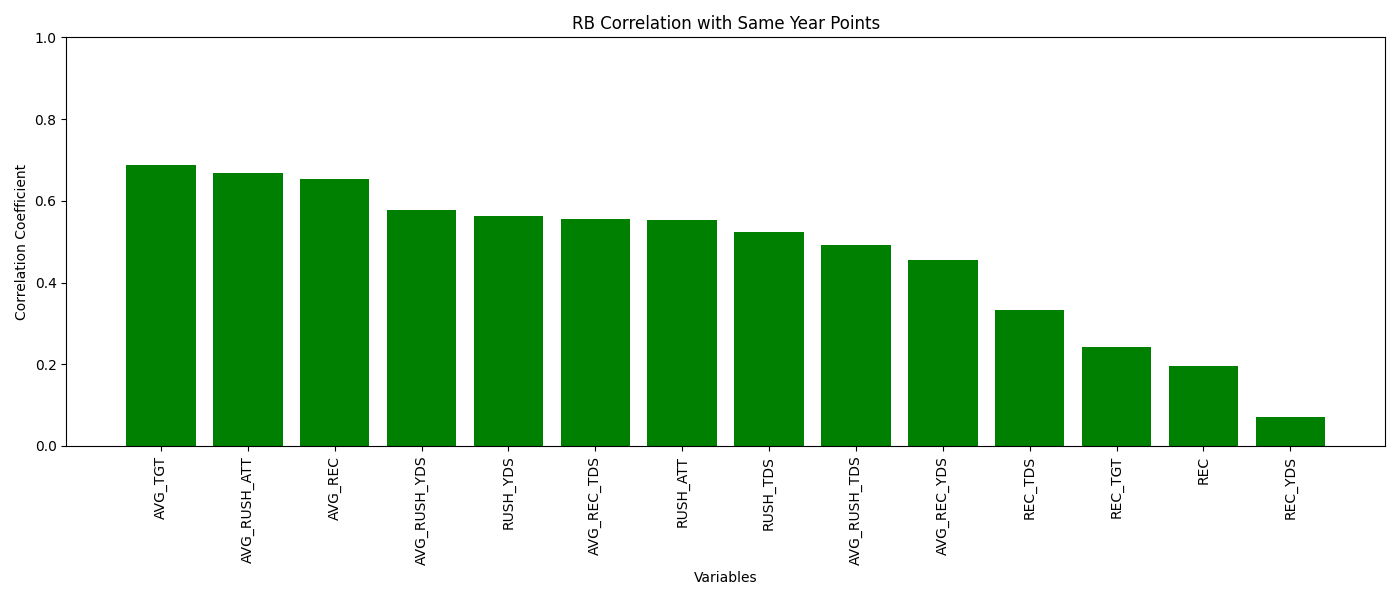 RB Correlation with Same Year Points
Correlation Coefficient
1.0
0.8
0.6
0.4
0.2
0.0
AVG_TGT
AVG_RUSH_ATT
AVG_REC
AVG_RUSH_YDS
RUSH_YDS
AVG_REC_TDS
RUSH_ATT
RUSH_TDS
AVG_RUSH_TDS
AVG_REC_YDS
REC_TDS
REC_TGT
REC
REC_YDS
Variables